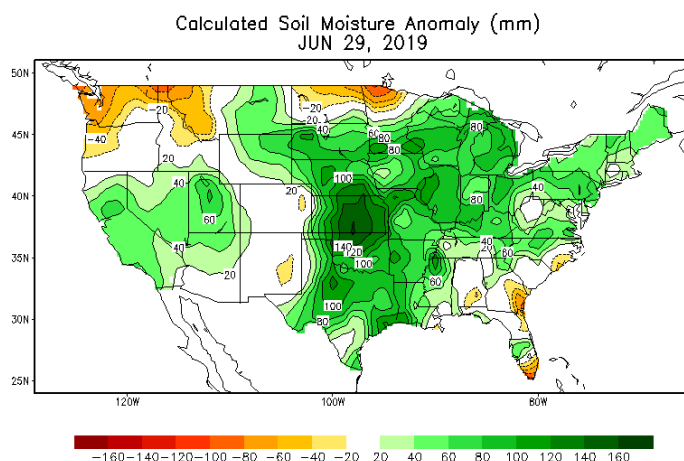 Calculated Soil Moisture Anomaly (mm)
JUN 29, 2019
50N
45N
40N
35N
30N
25N
120W 100W 80W
-20 -20
-40 20 20 40 60 80 80 80
20 100
40 20 40
60
40 140 120 40 20 60
20 100 60
100
80
-160 -140 -120 -100 -80 -60 -40 -20 20 40 60 80 100 120 140 160